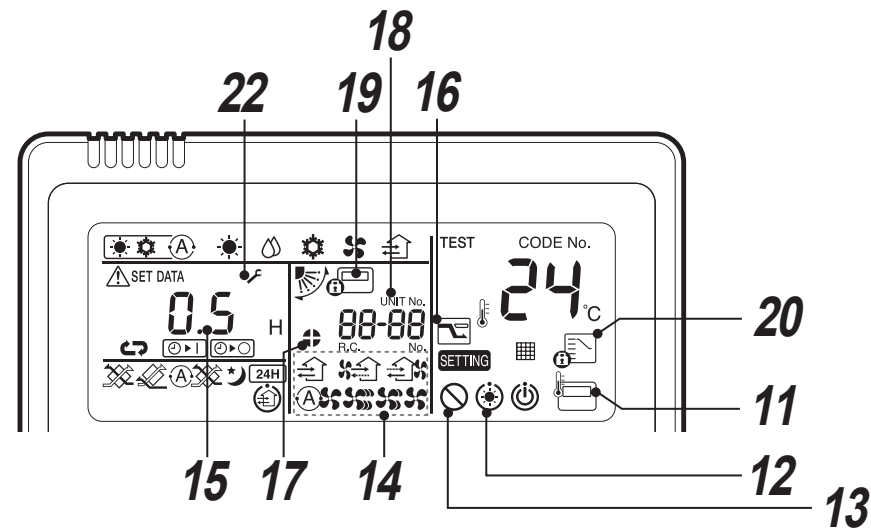 18
22 19 16
TEST CODE No.
A
SET DATA
UNIT No.
24 °C
0.5 H 88-88
R.C. No.
SETTING
A 24H
A
20
11
15 17 14 12
13